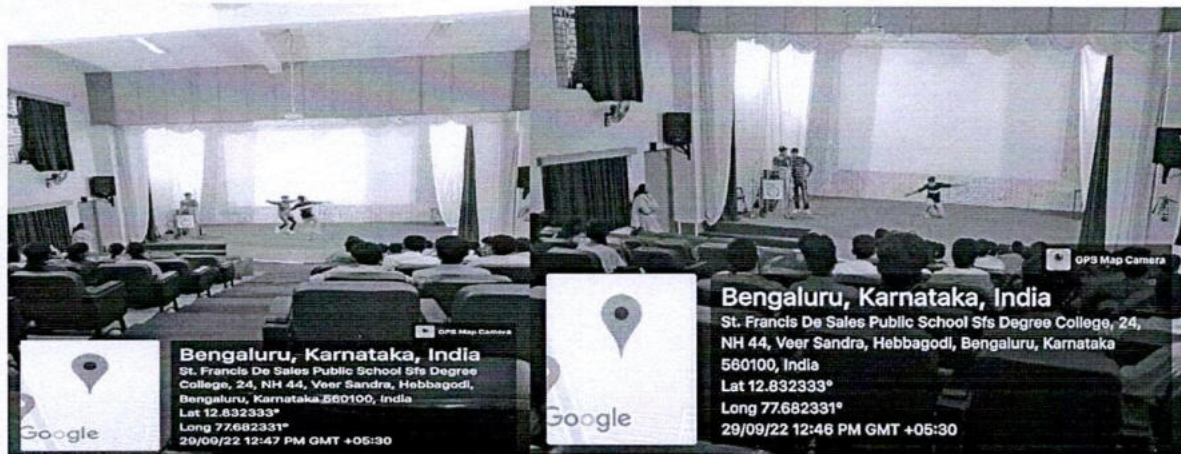 GPS Map Camera
Bengaluru, Karnataka, India
St. Francis De Sales Public School Sfs Degree
College, 24, NH 44, Veer Sandra, Hebbagodi,
Bengaluru, Karnataka 560100, India
Lat 12.832333°
Long 77.682331°
29/09/22 12:47 PM GMT +05:30
Google
GPS Map Camera
Bengaluru, Karnataka, India
St. Francis De Sales Public School Sfs Degree College, 24,
NH 44, Veer Sandra, Hebbagodi, Bengaluru, Karnataka
560100, India
Lat 12.832333°
Long 77.682331°
29/09/22 12:46 PM GMT +05:30
Google